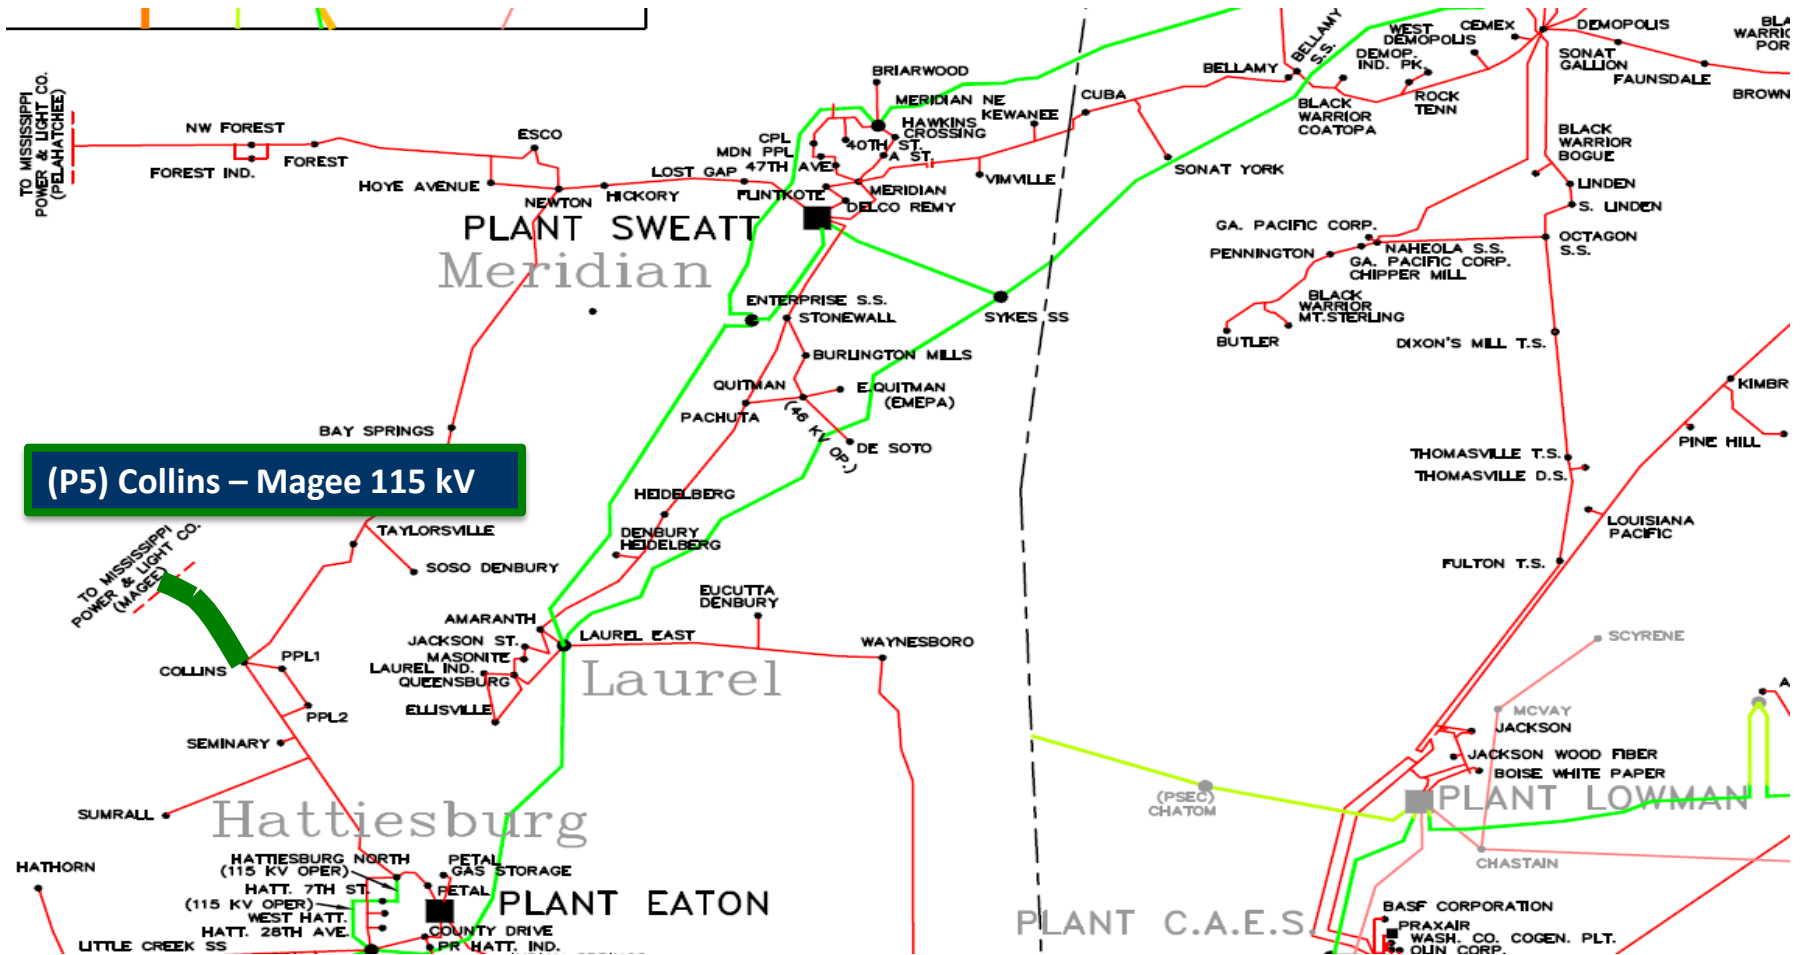 TO MISSISSIPPI
POWER & LIGHT CO.
(PELAHATCHEE)
NW FOREST
FOREST IND.
FOREST
ESCO
HOYE AVENUE
NEWTON
HICKORY
LOST GAP
PLANT SWEATT
Meridian
BRIARWOOD
MERIDIAN NE
HAWKINS
CROSSING
KEWANEE
CUBA
CPL
MDN PPL
40TH ST.
47TH AVE
A ST.
FLINTKOTE
MERIDIAN
DELCO REMY
VIMVILLE
SONAT YORK
BELLAMY
BELLAMY
S.S.
WEST
DEMOPOLIS
CEMEX
DEMOPOLIS
DEMOP.
IND. PK.
SONAT
GALLION
FAUNSDALE
BLA
WARRIO
POR
BROWN
BLACK
WARRIOR
COATOPA
ROCK
TENN
BLACK
WARRIOR
BOGUE
LINDEN
S. LINDEN
OCTAGON
S.S.
GA. PACIFIC CORP.
PENNINGTON
NAHEOLA S.S.
GA. PACIFIC CORP.
CHIPPER MILL
BLACK
WARRIOR
MT.STERLING
BUTLER
DIXON'S MILL T.S.
ENTERPRISE S.S.
STONEWALL
SYKES SS
BURLINGTON MILLS
QUITMAN
E.QUITMAN
(EMEPA)
PACHUTA
(46 KV OP.)
DE SOTO
KIMBR
PINE HILL
THOMASVILLE T.S.
THOMASVILLE D.S.
LOUISIANA
PACIFIC
FULTON T.S.
BAY SPRINGS
(P5) Collins – Magee 115 kV
TAYLORSVILLE
SOSO DENBURY
HEIDELBERG
DENBURY
HEIDELBERG
TO MISSISSIPPI
POWER & LIGHT CO.
(MAGEE)
EUCUTTA
DENBURY
AMARANTH
JACKSON ST.
MASONITE
LAUREL IND.
QUEENSBURG
ELLISVILLE
LAUREL EAST
WAYNESBORO
Laurel
COLLINS
PPL1
PPL2
SEMINARY
SUMRALL
Hattiesburg
SCYRENE
MCVAY
JACKSON
JACKSON WOOD FIBER
BOISE WHITE PAPER
(PSEC)
CHATOM
PLANT LOWMAN
CHASTAIN
A
HATHORN
HATTIESBURG NORTH
(115 KV OPER)
HATT. 7TH ST.
(115 KV OPER)
WEST HATT.
HATT. 28TH AVE.
LITTLE CREEK SS
PETAL
GAS STORAGE
PETAL
PLANT EATON
COUNTY DRIVE
PR HATT. IND.
PLANT C.A.E.S.
BASF CORPORATION
PRAXAIR
WASH. CO. COGEN. PLT.
OLIN CORP.